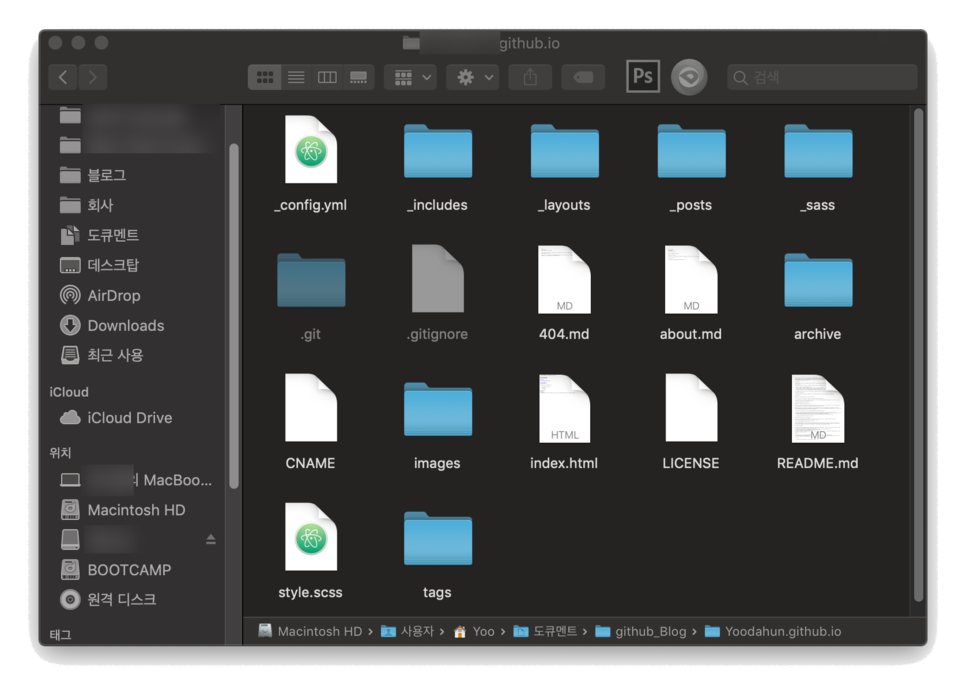 github.io
Ps
검색
블로그
회사
도큐멘트
데스크탑
AirDrop
Downloads
최근 사용
iCloud
iCloud Drive
위치
의 MacBoo...
Macintosh HD
BOOTCAMP
원격 디스크
태그
_config.yml
_includes
_layouts
_posts
_sass
.git
.gitignore
MD
MD
404.md
about.md
archive
HTML
MD
CNAME
images
index.html
LICENSE
README.md
style.scss
tags
Macintosh HD › 사용자 › Yoo › 도큐멘트 › github_Blog › Yoodahun.github.io